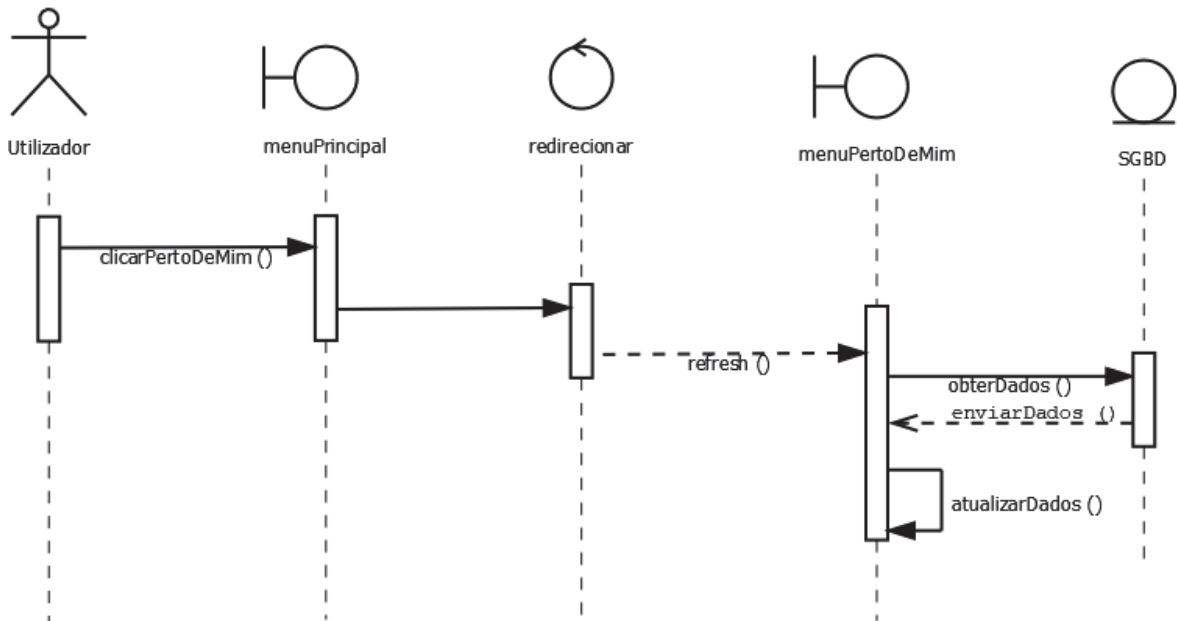 Utilizador
menuPrincipal
redirecionar
menuPertoDeMim
SGBD
clicarPertoDeMim ()
refresh ()
obterDados ()
enviarDados ()
atualizarDados ()